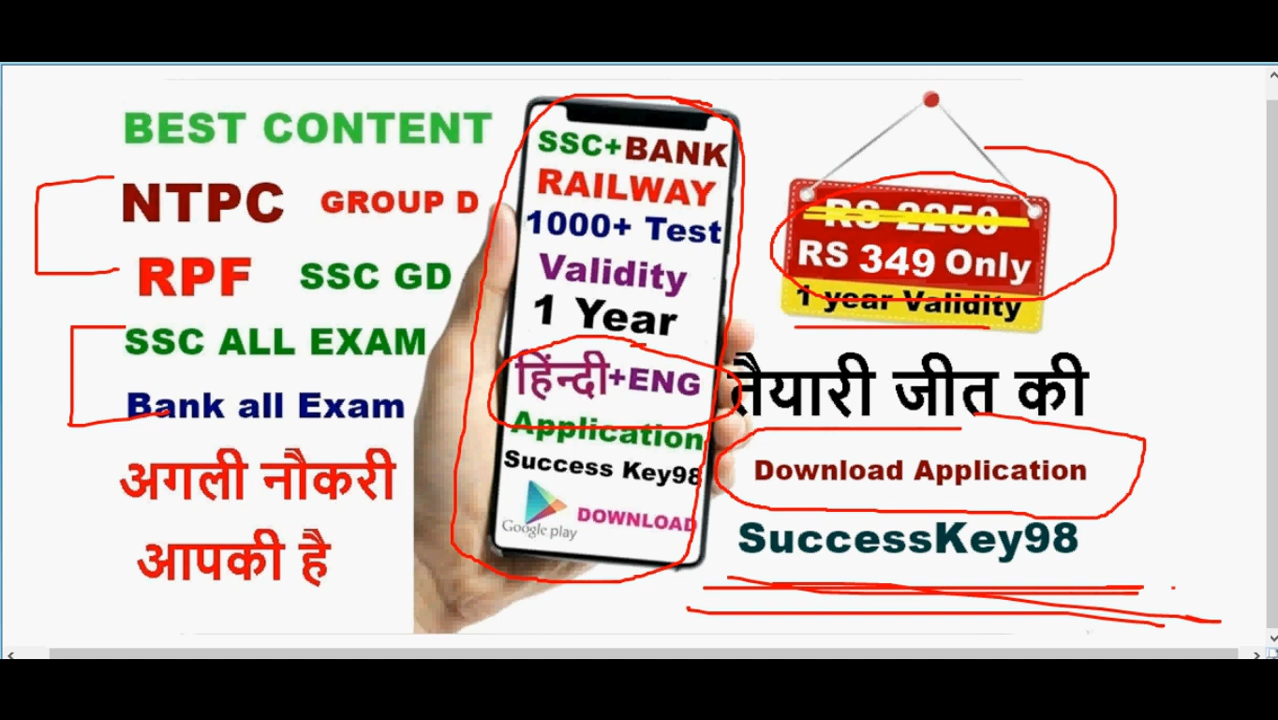 BEST CONTENT
NTPC GROUP D
RPF SSC GD
SSC ALL EXAM
Bank all Exam
अगली नौकरी
आपकी है
SSC+BANK
RAILWAY
1000+ Test
Validity
1 Year
हिंन्दी+ENG
Application
Success Key98
Google play DOWNLOAD
RS 2250
RS 349 Only
1 year Validity
तैयारी जीत की
Download Application
SuccessKey98